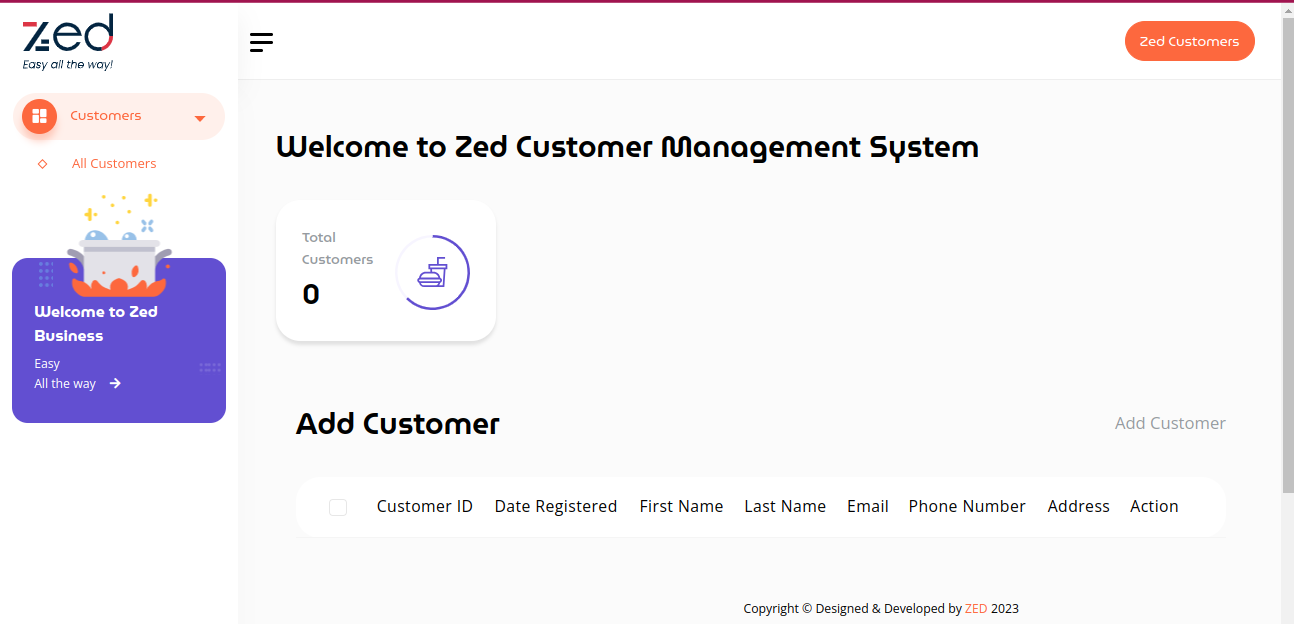 Zed
Easy all the way!
Zed Customers
Customers
All Customers
Welcome to Zed
Business
Easy
All the way
Welcome to Zed Customer Management System
Total
Customers
0
Add Customer
Add Customer
Customer ID Date Registered First Name Last Name Email Phone Number Address Action
Copyright © Designed & Developed by ZED 2023